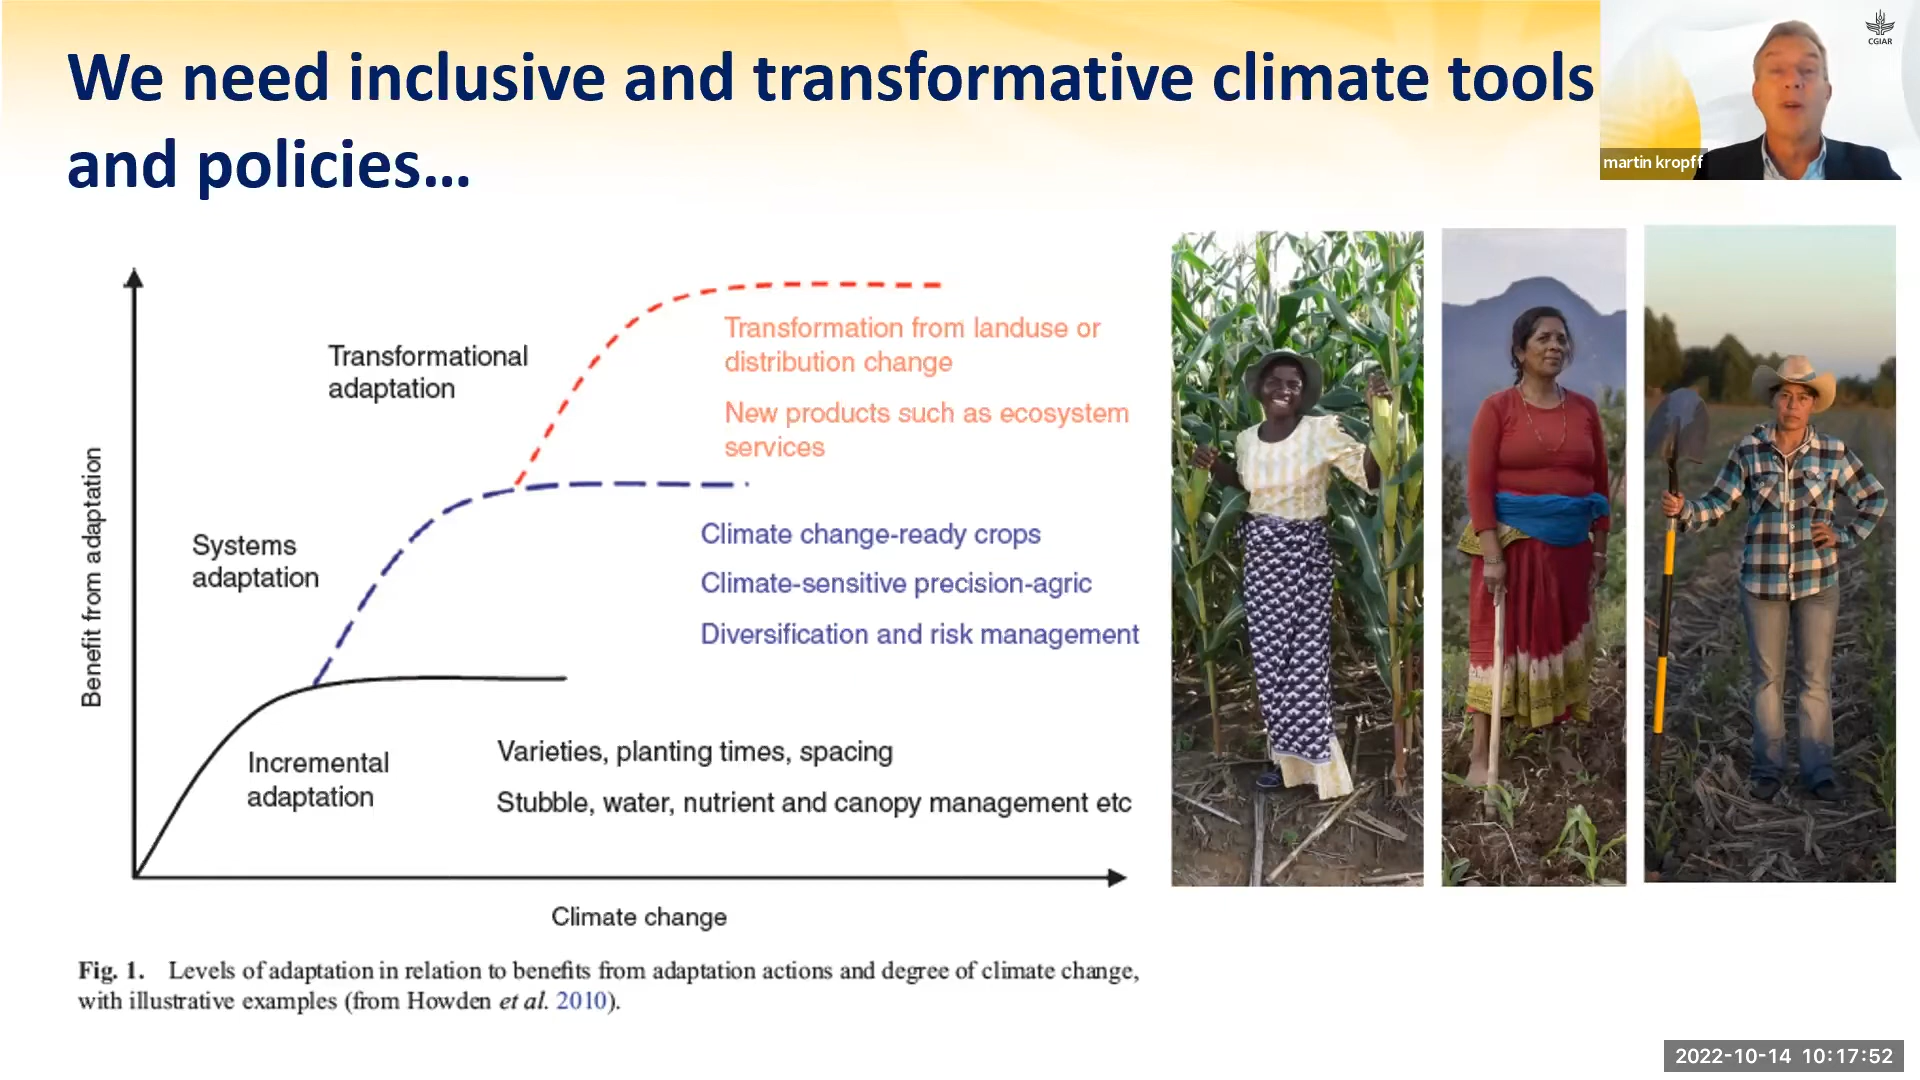 We need inclusive and transformative climate tools
and policies...
CGIAR
martin kropff
Benefit from adaptation
Transformational
adaptation
Transformation from landuse or
distribution change
New products such as ecosystem
services
Systems
adaptation
Climate change-ready crops
Climate-sensitive precision-agric
Diversification and risk management
Incremental
adaptation
Varieties, planting times, spacing
Stubble, water, nutrient and canopy management etc
Climate change
Fig. 1. Levels of adaptation in relation to benefits from adaptation actions and degree of climate change,
with illustrative examples (from Howden et al. 2010).
2022-10-14 10:17:52